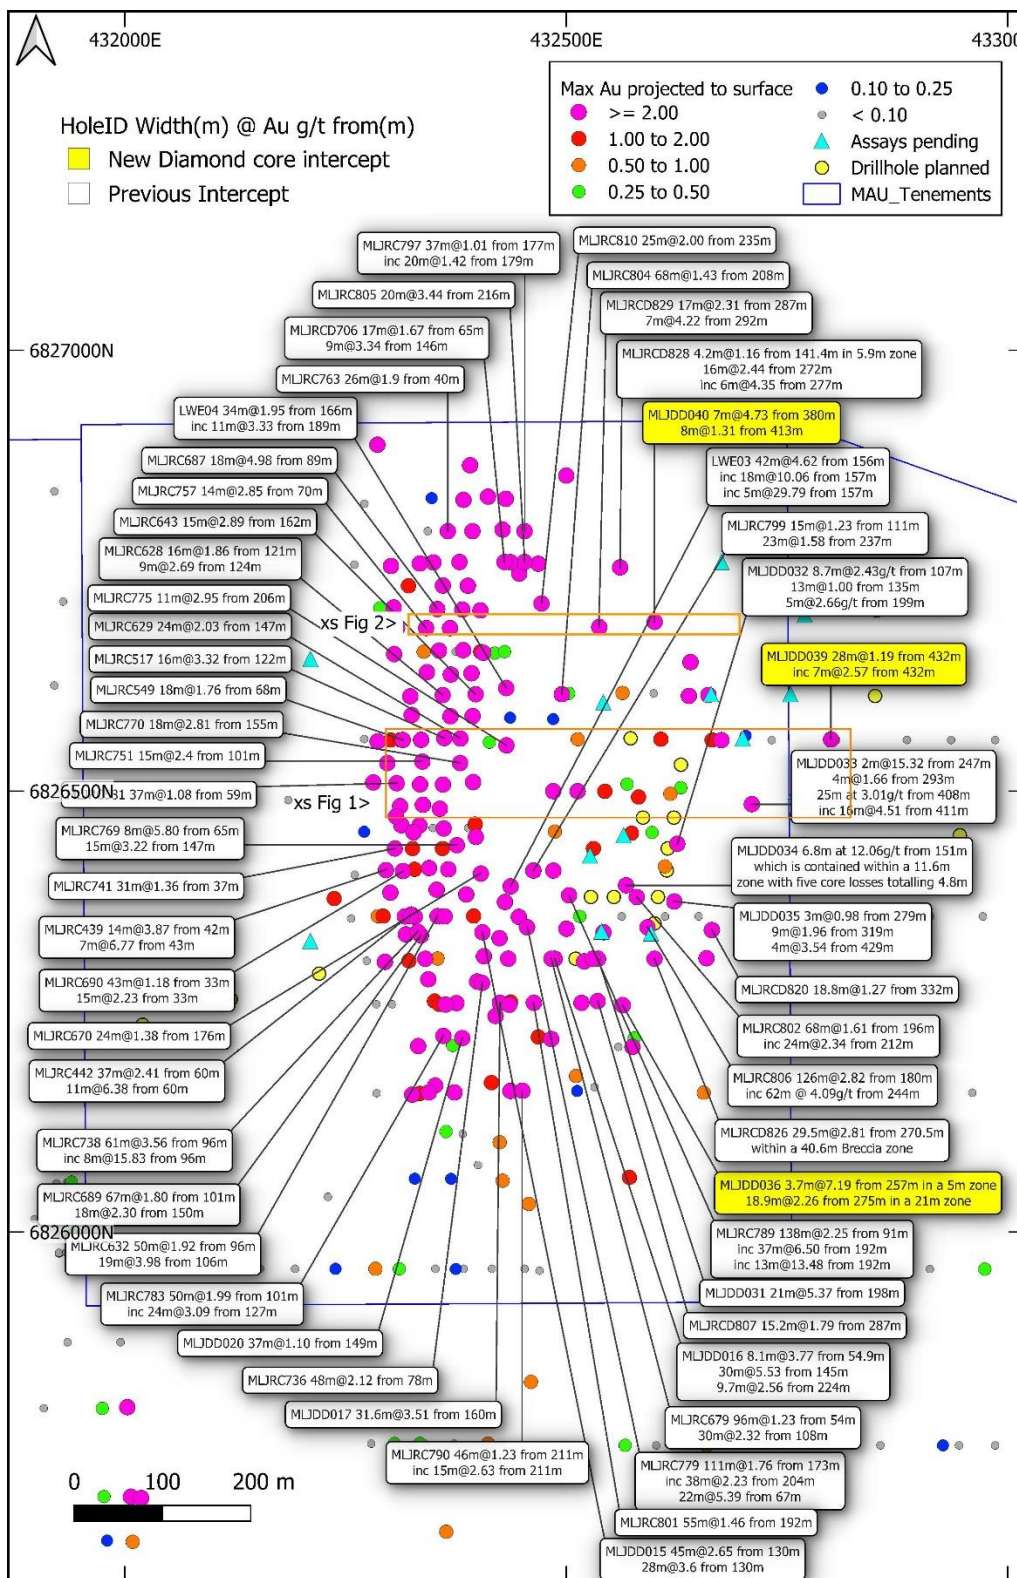 432000E
432500E
43300
Max Au projected to surface
>= 2.00
1.00 to 2.00
0.50 to 1.00
0.25 to 0.50
0.10 to 0.25
< 0.10
Assays pending
Drillhole planned
MAU_Tenements
HoleID Width(m) @ Au g/t from(m)
New Diamond core intercept
Previous Intercept
MLJRC797 37m@1.01 from 177m
inc 20m@1.42 from 179m
MLJRC805 20m@3.44 from 216m
MLJRCD706 17m@1.67 from 65m
9m@3.34 from 146m
MLJRC763 26m@1.9 from 40m
LWE04 34m@1.95 from 166m
inc 11m@3.33 from 189m
MLJRC687 18m@4.98 from 89m
MLJRC757 14m@2.85 from 70m
MLJRC643 15m@2.89 from 162m
MLJRC628 16m@1.86 from 121m
9m@2.69 from 124m
MLJRC775 11m@2.95 from 206m
MLJRC629 24m@2.03 from 147m
MLJRC517 16m@3.32 from 122m
MLJRC549 18m@1.76 from 68m
MLJRC770 18m@2.81 from 155m
MLJRC751 15m@2.4 from 101m
81 37m@1.08 from 59m
MLJRC769 8m@5.80 from 65m
15m@3.22 from 147m
MLJRC741 31m@1.36 from 37m
MLJRC439 14m@3.87 from 42m
7m@6.77 from 43m
MLJRC690 43m@1.18 from 33m
15m@2.23 from 33m
MLJRC670 24m@1.38 from 176m
MLJRC442 37m@2.41 from 60m
11m@6.38 from 60m
MLJRC738 61m@3.56 from 96m
inc 8m@15.83 from 96m
MLJRC689 67m@1.80 from 101m
18m@2.30 from 150m
MLJRC632 50m@1.92 from 96m
19m@3.98 from 106m
MLJRC783 50m@1.99 from 101m
inc 24m@3.09 from 127m
MLJDD020 37m@1.10 from 149m
MLJRC736 48m@2.12 from 78m
MLJDD017 31.6m@3.51 from 160m
MLJRC790 46m@1.23 from 211m
inc 15m@2.63 from 211m
MLJRC810 25m@2.00 from 235m
MLJRC804 68m@1.43 from 208m
MLJRCD829 17m@2.31 from 287m
7m@4.22 from 292m
MLJRCD828 4.2m@1.16 from 141.4m in 5.9m zone
16m@2.44 from 272m
inc 6m@4.35 from 277m
MLJDD040 7m@4.73 from 380m
8m@1.31 from 413m
LWE03 42m@4.62 from 156m
inc 18m@10.06 from 157m
inc 5m@29.79 from 157m
MLJRC799 15m@1.23 from 111m
23m@1.58 from 237m
MLJDD032 8.7m@2.43g/t from 107m
13m@1.00 from 135m
5m@2.66g/t from 199m
MLJDD039 28m@1.19 from 432m
inc 7m@2.57 from 432m
MLJDD033 2m@15.32 from 247m
4m@1.66 from 293m
25m at 3.01g/t from 408m
inc 16m@4.51 from 411m
MLJDD034 6.8m at 12.06g/t from 151m
which is contained within a 11.6m
zone with five core losses totalling 4.8m
MLJDD035 3m@0.98 from 279m
9m@1.96 from 319m
4m@3.54 from 429m
MLJRCD820 18.8m@1.27 from 332m
MLJRC802 68m@1.61 from 196m
inc 24m@2.34 from 212m
MLJRC806 126m@2.82 from 180m
inc 62m @ 4.09g/t from 244m
MLJRCD826 29.5m@2.81 from 270.5m
within a 40.6m Breccia zone
MLJDD036 3.7m@7.19 from 257m in a 5m zone
18.9m@2.26 from 275m in a 21m zone
MLJRC789 138m@2.25 from 91m
inc 37m@6.50 from 192m
inc 13m@13.48 from 192m
MLJDD031 21m@5.37 from 198m
MLJRCD807 15.2m@1.79 from 287m
MLJDD016 8.1m@3.77 from 54.9m
30m@5.53 from 145m
9.7m@2.56 from 224m
MLJRC679 96m@1.23 from 54m
30m@2.32 from 108m
MLJRC779 111m@1.76 from 173m
inc 38m@2.23 from 204m
22m@5.39 from 67m
MLJRC801 55m@1.46 from 192m
MLJDD015 45m@2.65 from 130m
28m@3.6 from 130m
xs Fig 2>
xs Fig 1>
6827000N
6826500N
6826000N
0 100 200 m